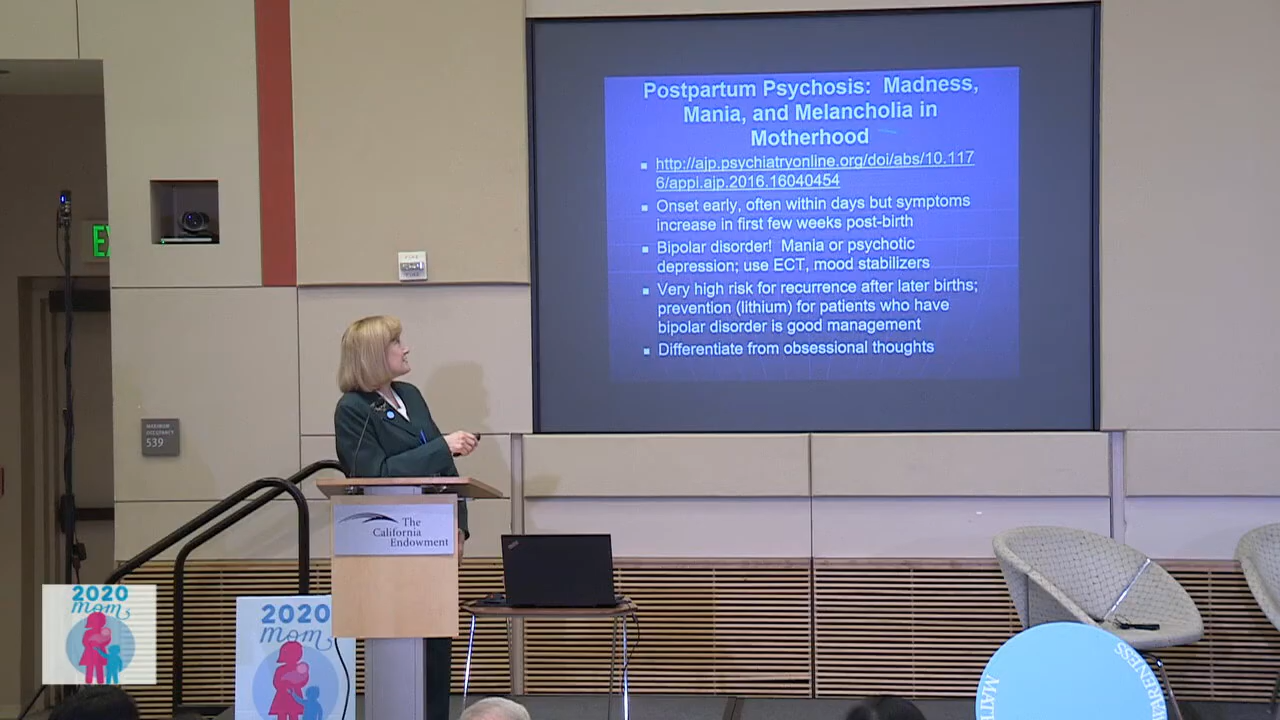 Postpartum Psychosis: Madness,
Mania, and Melancholia in
Motherhood
http://ajp.psychiatryonline.org/doi/abs/10.117
6/appi.ajp.2016.16040454
Onset early, often within days but symptoms
increase in first few weeks post-birth
Bipolar disorder! Mania or psychotic
depression; use ECT, mood stabilizers
Very high risk for recurrence after later births;
prevention (lithium) for patients who have
bipolar disorder is good management
Differentiate from obsessional thoughts
EX
MAXIMUM
OCCUPANCY
539
The
California
Endowment
2020
mom
2020
mom